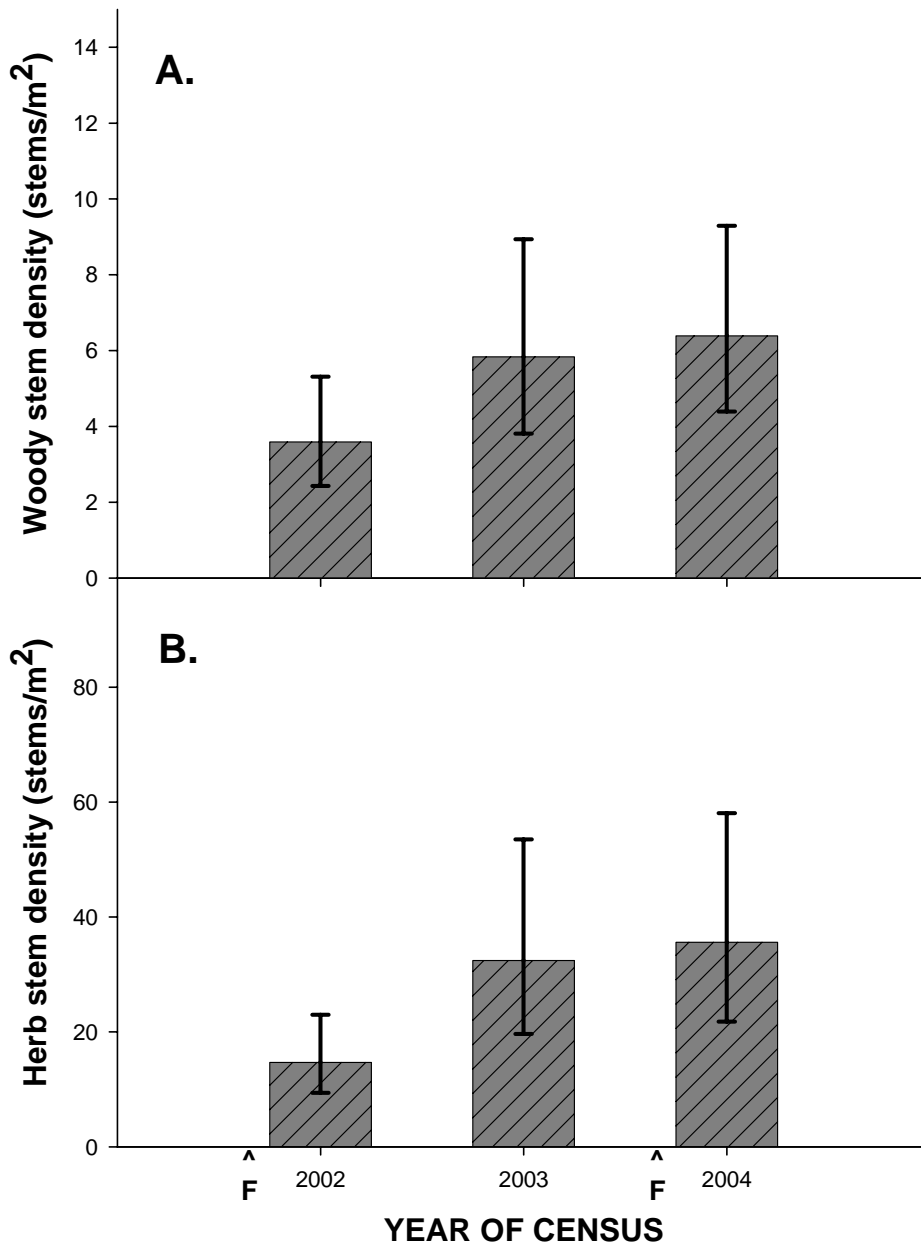 A.
Woody stem density (stems/m²)
14
12
10
8
6
4
2
0
B.
Herb stem density (stems/m²)
80
60
40
20
0
^ ^
F 2002 2003 F 2004
YEAR OF CENSUS